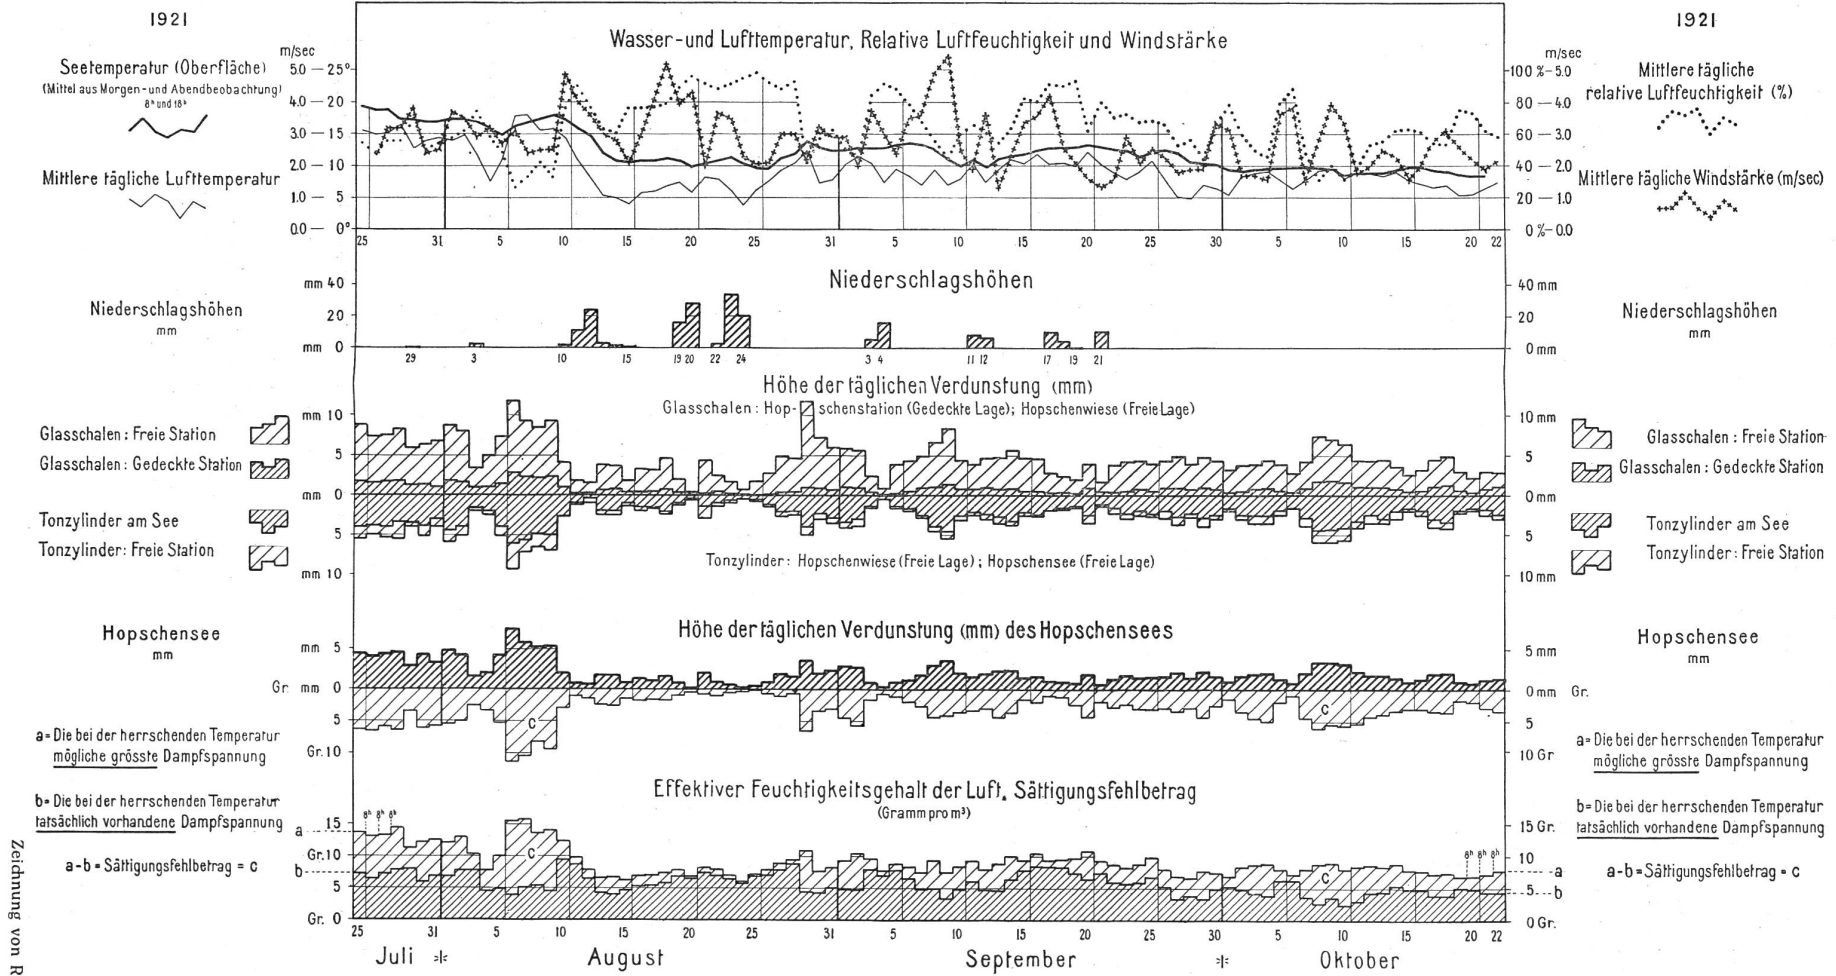 1921
1921
Wasser- und Lufttemperatur, Relative Luftfeuchtigkeit und Windstärke
Seetemperatur (Oberfläche)
(Mittel aus Morgen- und Abendbeobachtung)
8ʰ und 18ʰ
Mittlere tägliche Lufttemperatur
m/sec
5.0 — 25°
4.0 — 20
3.0 — 15
2.0 — 10
1.0 — 5
0.0 — 0°
m/sec
100 % — 5.0
80 — 4.0
60 — 3.0
40 — 2.0
20 — 1.0
0 % — 0.0
Mittlere tägliche
relative Luftfeuchtigkeit (%)
Mittlere tägliche Windstärke (m/sec)
25 31 5 10 15 20 25 31 5 10 15 20 25 30 5 10 15 20 22
Niederschlagshöhen
Niederschlagshöhen
mm
mm 40
20
mm 0
40 mm
20
0 mm
Niederschlagshöhen
mm
29 3 10 15 19 20 22 24 3 4 11 12 17 19 21
Höhe der täglichen Verdunstung (mm)
Glasschalen: Hop-schenstation (Gedeckte Lage); Hopschenwiese (Freie Lage)
Glasschalen: Freie Station
Glasschalen: Gedeckte Station
Tonzylinder am See
Tonzylinder: Freie Station
mm 10
5
mm 0
5
mm 10
10 mm
5
0 mm
5
10 mm
Glasschalen: Freie Station
Glasschalen: Gedeckte Station
Tonzylinder am See
Tonzylinder: Freie Station
Tonzylinder: Hopschenwiese (Freie Lage); Hopschensee (Freie Lage)
Höhe der täglichen Verdunstung (mm) des Hopschensees
Hopschensee
mm
mm 5
Gr. mm 0
5
Gr. 10
C
C
5 mm
0 mm Gr.
5
10 Gr
Hopschensee
mm
a = Die bei der herrschenden Temperatur
mögliche grösste Dampfspannung
b = Die bei der herrschenden Temperatur
tatsächlich vorhandene Dampfspannung
a - b = Sättigungsfehlbetrag = c
a = Die bei der herrschenden Temperatur
mögliche grösste Dampfspannung
b = Die bei der herrschenden Temperatur
tatsächlich vorhandene Dampfspannung
a - b = Sättigungsfehlbetrag = c
Effektiver Feuchtigkeitsgehalt der Luft, Sättigungsfehlbetrag
(Gramm pro m³)
15
a
Gr. 10
b
5
Gr. 0
8ʰ 8ʰ 8ʰ
C
C
8ʰ 8ʰ 8ʰ
15 Gr.
10
a
5
b
0 Gr.
25 31 5 10 15 20 25 31 5 10 15 20 25 30 5 10 15 20 22
Juli August September Oktober
Zeichnung von R